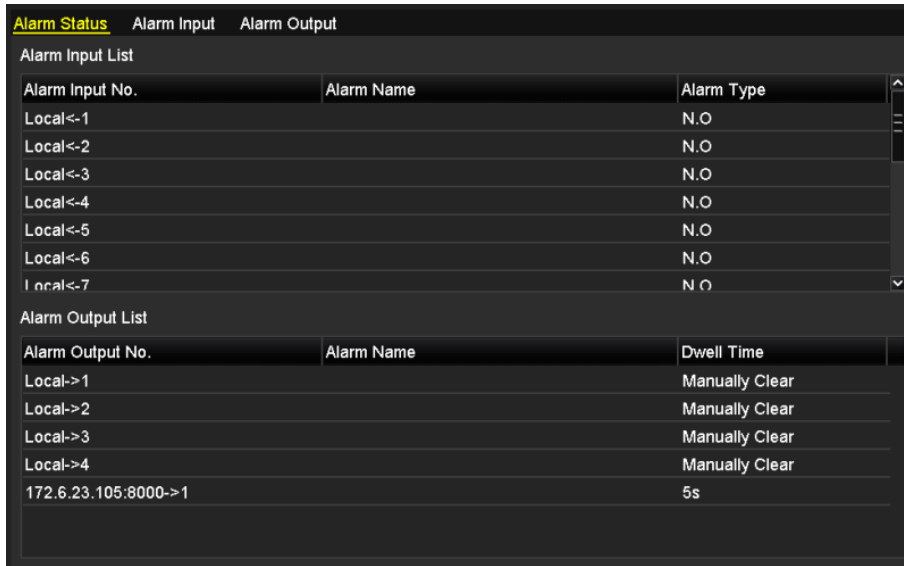 Alarm Status Alarm Input Alarm Output
Alarm Input List
Alarm Input No. Alarm Name Alarm Type
Local<-1 N.O
Local<-2 N.O
Local<-3 N.O
Local<-4 N.O
Local<-5 N.O
Local<-6 N.O
Local<-7 N.O
Alarm Output List
Alarm Output No. Alarm Name Dwell Time
Local->1 Manually Clear
Local->2 Manually Clear
Local->3 Manually Clear
Local->4 Manually Clear
172.6.23.105:8000->1 5s